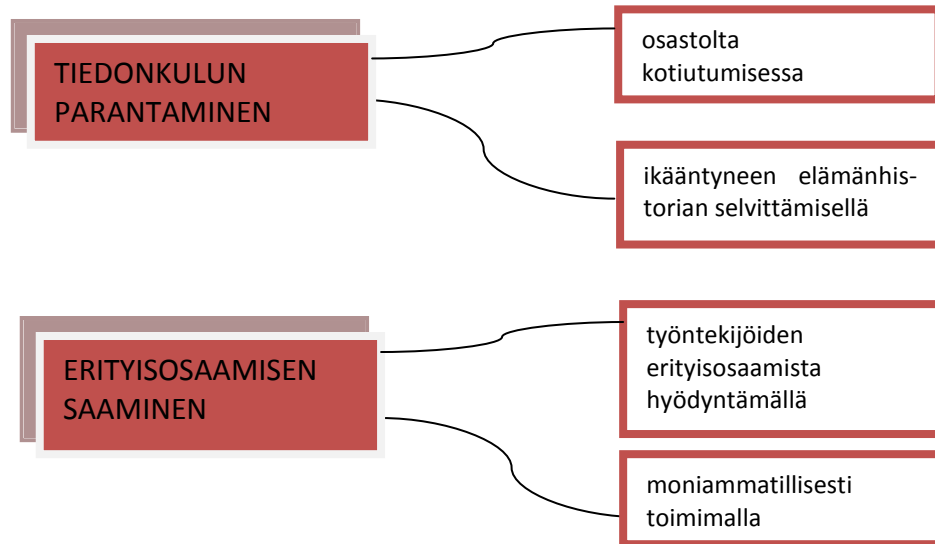 TIEDONKULUN
PARANTAMINEN
osastolta
kotiutumisessa
ikääntyneen elämänhis-
torian selvittämisellä
ERITYISOSAAMISEN
SAAMINEN
työntekijöiden
erityisosaamista
hyödyntämällä
moniammatillisesti
toimimalla